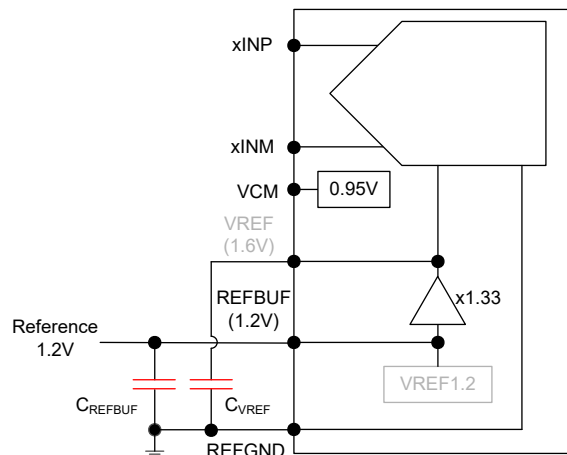 xINP
xINM
VCM
0.95V
VREF
(1.6V)
REFBUF
(1.2V)
x1.33
Reference
1.2V
VREF1.2
CREFBUF
CVREF
REFGND